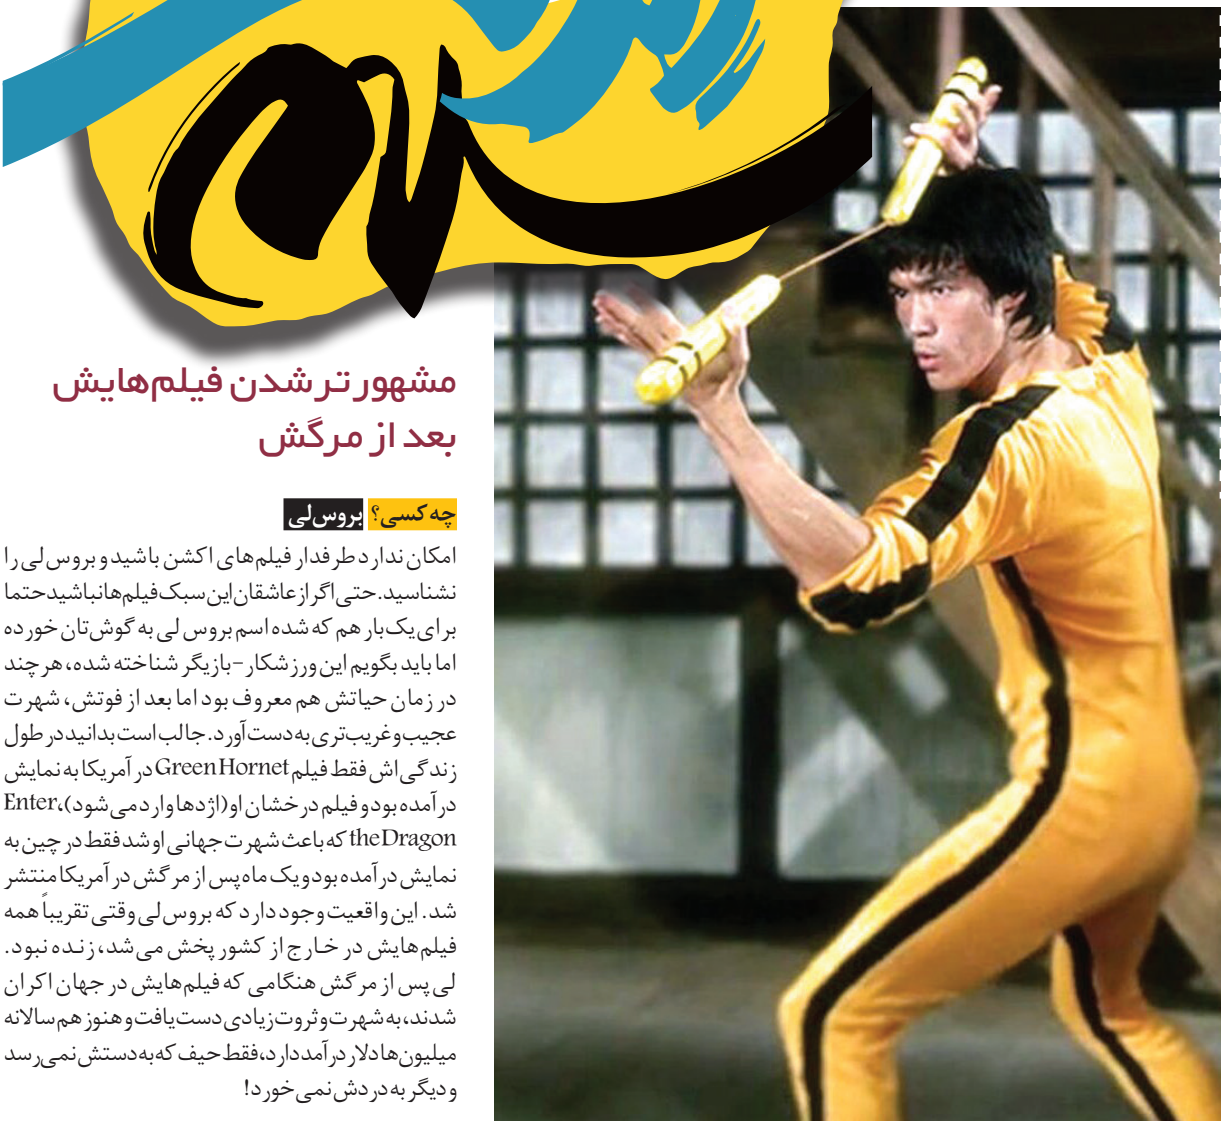 مشهورتر شدن فیلم‌هایش
بعد از مرگش
چه کسی؟ بروس‌لی
امکان ندارد طرفدار فیلم‌های اکشن باشید و بروس لی را
نشناسید. حتی اگر از عاشقان این سبک فیلم‌ها نباشید حتما
برای یک‌بار هم که شده اسم بروس لی به گوش‌تان خورده
اما باید بگویم این ورزشکار -بازیگر شناخته شده، هر چند
در زمان حیاتش هم معروف بود اما بعد از فوتش، شهرت
عجیب‌وغریب‌تری به‌دست آورد. جالب است بدانید در طول
زندگی‌اش فقط فیلم Green Hornet در آمریکا به نمایش
درآمده بود و فیلم درخشان او (اژدها وارد می‌شود)، Enter
the Dragon که باعث شهرت جهانی او شد فقط در چین به
نمایش درآمده بود و یک ماه پس از مرگش در آمریکا منتشر
شد. این واقعیت وجود دارد که بروس لی وقتی تقریباً همه
فیلم‌هایش در خارج از کشور پخش می‌شد، زنده نبود.
لی پس از مرگش هنگامی که فیلم‌هایش در جهان اکران
شدند، به شهرت و ثروت زیادی دست یافت و هنوز هم سالانه
میلیون‌ها دلار درآمد دارد، فقط حیف که به دستش نمی‌رسد
و دیگر به دردش نمی‌خورد!